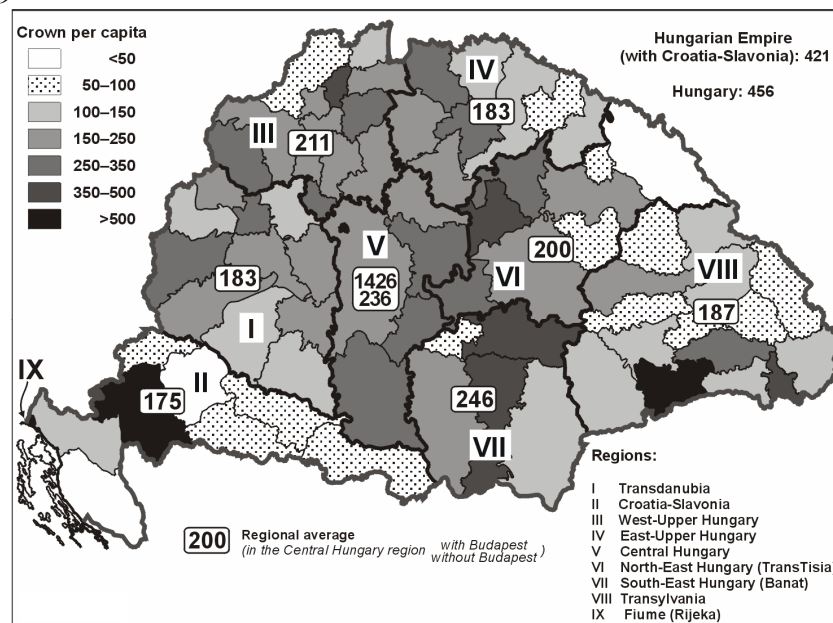 Crown per capita
<50
50–100
100–150
150–250
250–350
350–500
>500
Hungarian Empire
(with Croatia-Slavonia): 421
Hungary: 456
IV
183
III
211
V
1426
236
200
VI
VIII
187
183
I
IX
II
175
246
VII
200
Regional average
(in the Central Hungary region with Budapest
without Budapest)
Regions:
I Transdanubia
II Croatia-Slavonia
III West-Upper Hungary
IV East-Upper Hungary
V Central Hungary
VI North-East Hungary (TransTisia)
VII South-East Hungary (Banat)
VIII Transylvania
IX Fiume (Rijeka)